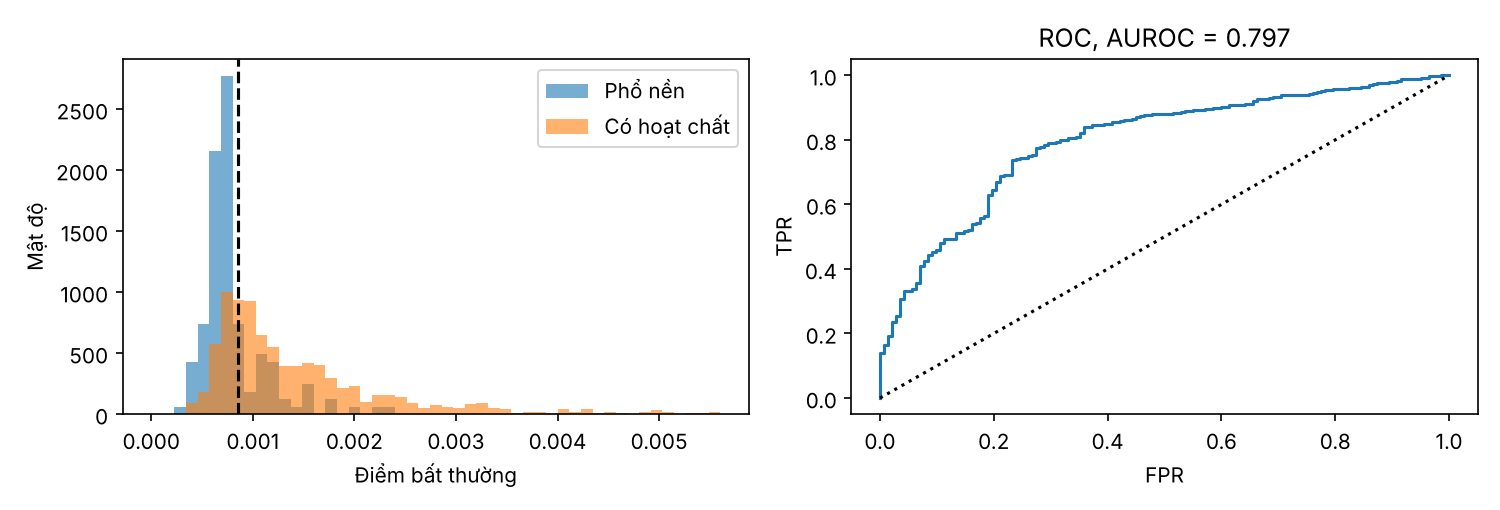 Phổ nền
Có hoạt chất
Mật độ
2500
2000
1500
1000
500
0
0.000 0.001 0.002 0.003 0.004 0.005
Điểm bất thường
ROC, AUROC = 0.797
TPR
1.0
0.8
0.6
0.4
0.2
0.0
0.0 0.2 0.4 0.6 0.8 1.0
FPR